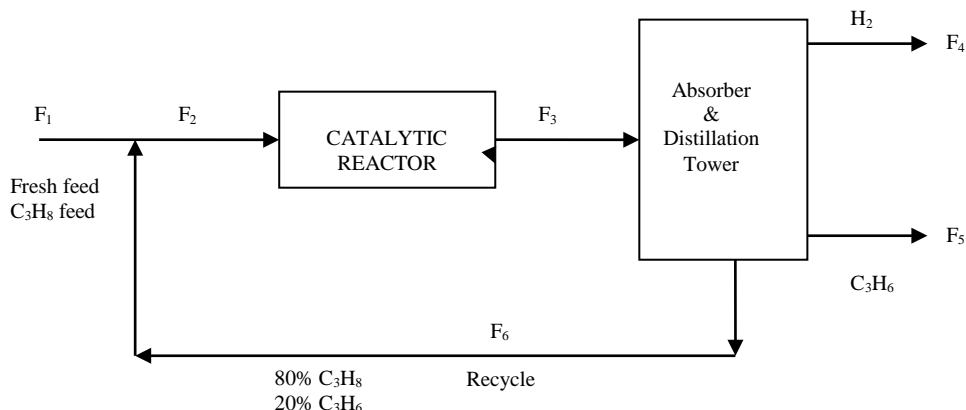 H₂
F₄
Absorber
&
Distillation
Tower
F₁
F₂
F₃
CATALYTIC
REACTOR
Fresh feed
C₃H₈ feed
F₅
C₃H₆
F₆
80% C₃H₈
Recycle
20% C₃H₆